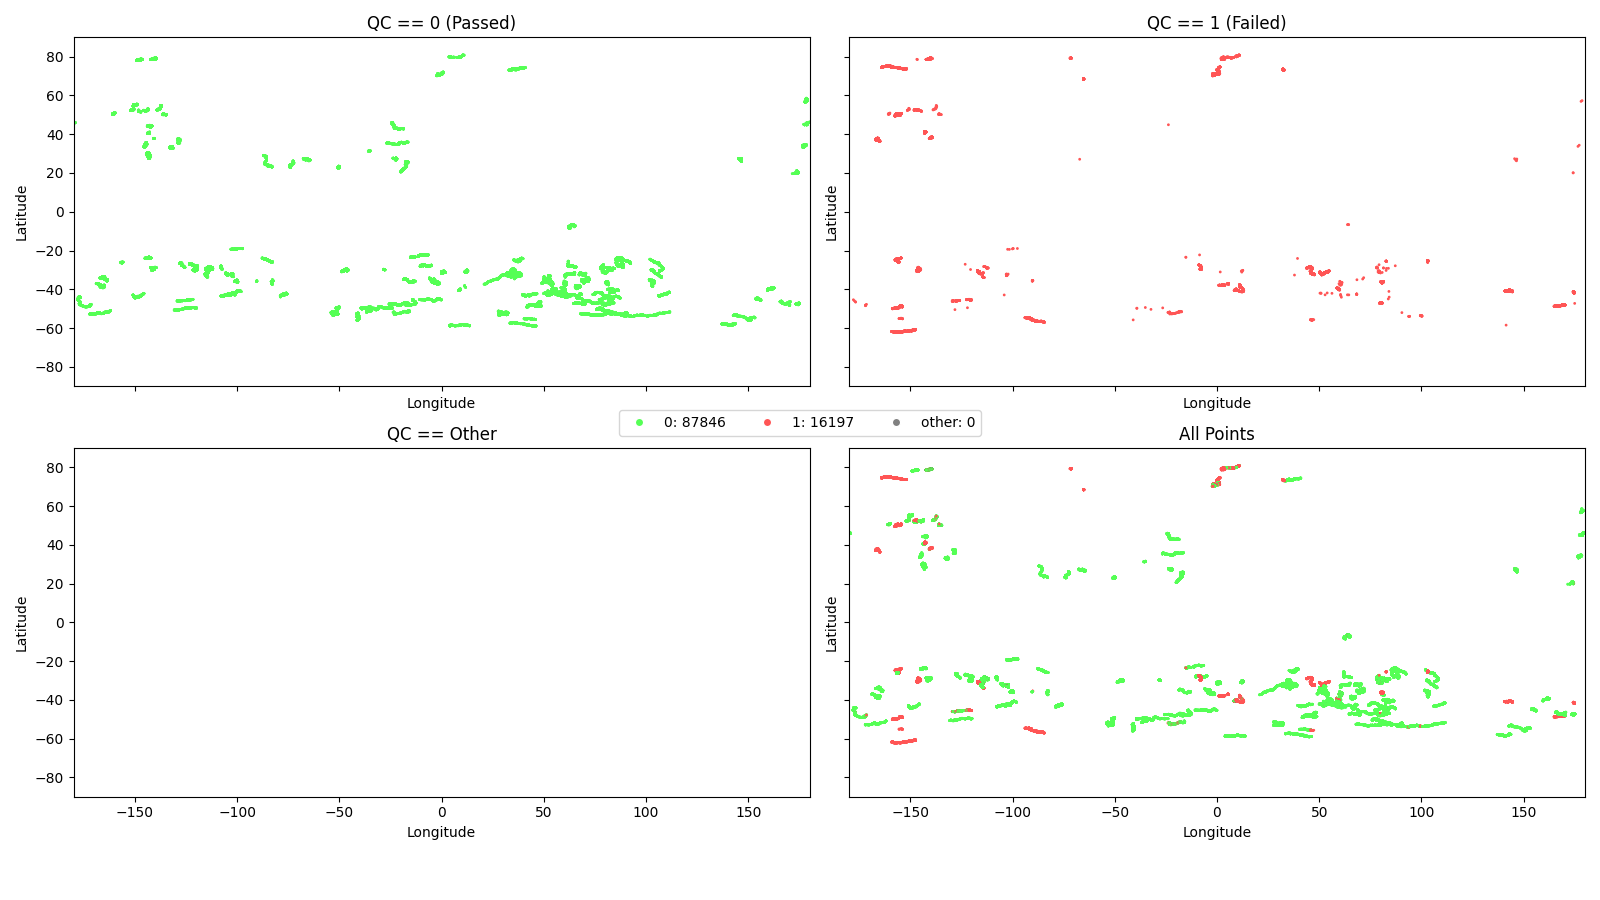 QC == 0 (Passed)
QC == 1 (Failed)
80
60
40
20
0
−20
−40
−60
−80
Latitude
Latitude
Longitude
Longitude
0: 87846
1: 16197
other: 0
QC == Other
All Points
80
60
40
20
0
−20
−40
−60
−80
Latitude
Latitude
−150
−100
−50
0
50
100
150
−150
−100
−50
0
50
100
150
Longitude
Longitude